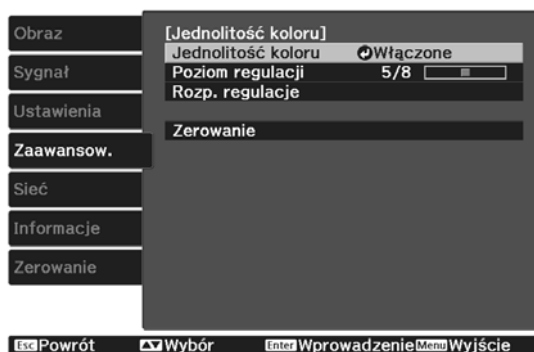 Obraz
Sygnał
Ustawienia
Zaawansow.
Sieć
Informacje
Zerowanie
[Jednolitość koloru]
Jednolitość koloru Włączone
Poziom regulacji 5/8
Rozp. regulacje
Zerowanie
Esc Powrót Wybór Enter Wprowadzenie Menu Wyjście